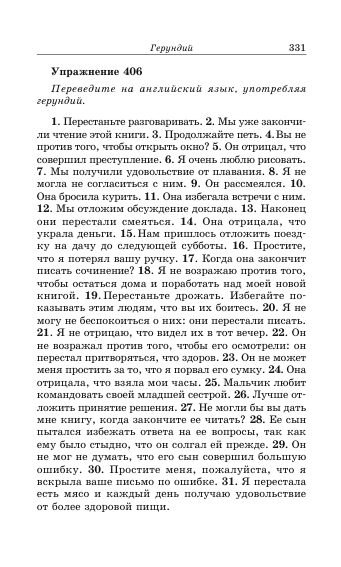 Герундий 331
Упражнение 406
Переведите на английский язык, употребляя
герундий.
1. Перестаньте разговаривать. 2. Мы уже закончи-
ли чтение этой книги. 3. Продолжайте петь. 4.Вы не
против того, чтобы открыть окно? 5. Он отрицал, что
совершил преступление. 6. Я очень люблю рисовать.
7. Мы получили удовольствие от плавания. 8. Я не
могла не согласиться с ним. 9. Он рассмеялся. 10.
Она бросила курить. 11. Она избегала встречи с ним.
12. Мы отложим обсуждение доклада. 13. Наконец
они перестали смеяться. 14. Она отрицала, что
украла деньги. 15.Нам пришлось отложить поезд-
ку на дачу до следующей субботы. 16. Простите,
что я потерял вашу ручку. 17. Когда она закончит
писать сочинение? 18. Я не возражаю против того,
чтобы остаться дома и поработать над моей новой
книгой. 19.Перестаньте дрожать. Избегайте по-
казывать этим людям, что вы их боитесь. 20. Я не
могу не беспокоиться о них: они перестали писать.
21. Я не отрицаю, что видел их в тот вечер. 22. Он
не возражал против того, чтобы его осмотрели: он
перестал притворяться, что здоров. 23. Он не может
меня простить за то, что я порвал его сумку. 24. Она
отрицала, что взяла мои часы. 25. Мальчик любит
командовать своей младшей сестрой. 26. Лучше от-
ложить принятие решения. 27. Не могли бы вы дать
мне книгу, когда закончите ее читать? 28. Ее сын
пытался избежать ответа на ее вопросы, так как
ему было стыдно, что он солгал ей прежде. 29. Он
не мог не думать, что его сын совершил большую
ошибку. 30. Простите меня, пожалуйста, что я
вскрыла ваше письмо по ошибке. 31. Я перестала
есть мясо и каждый день получаю удовольствие
от более здоровой пищи.